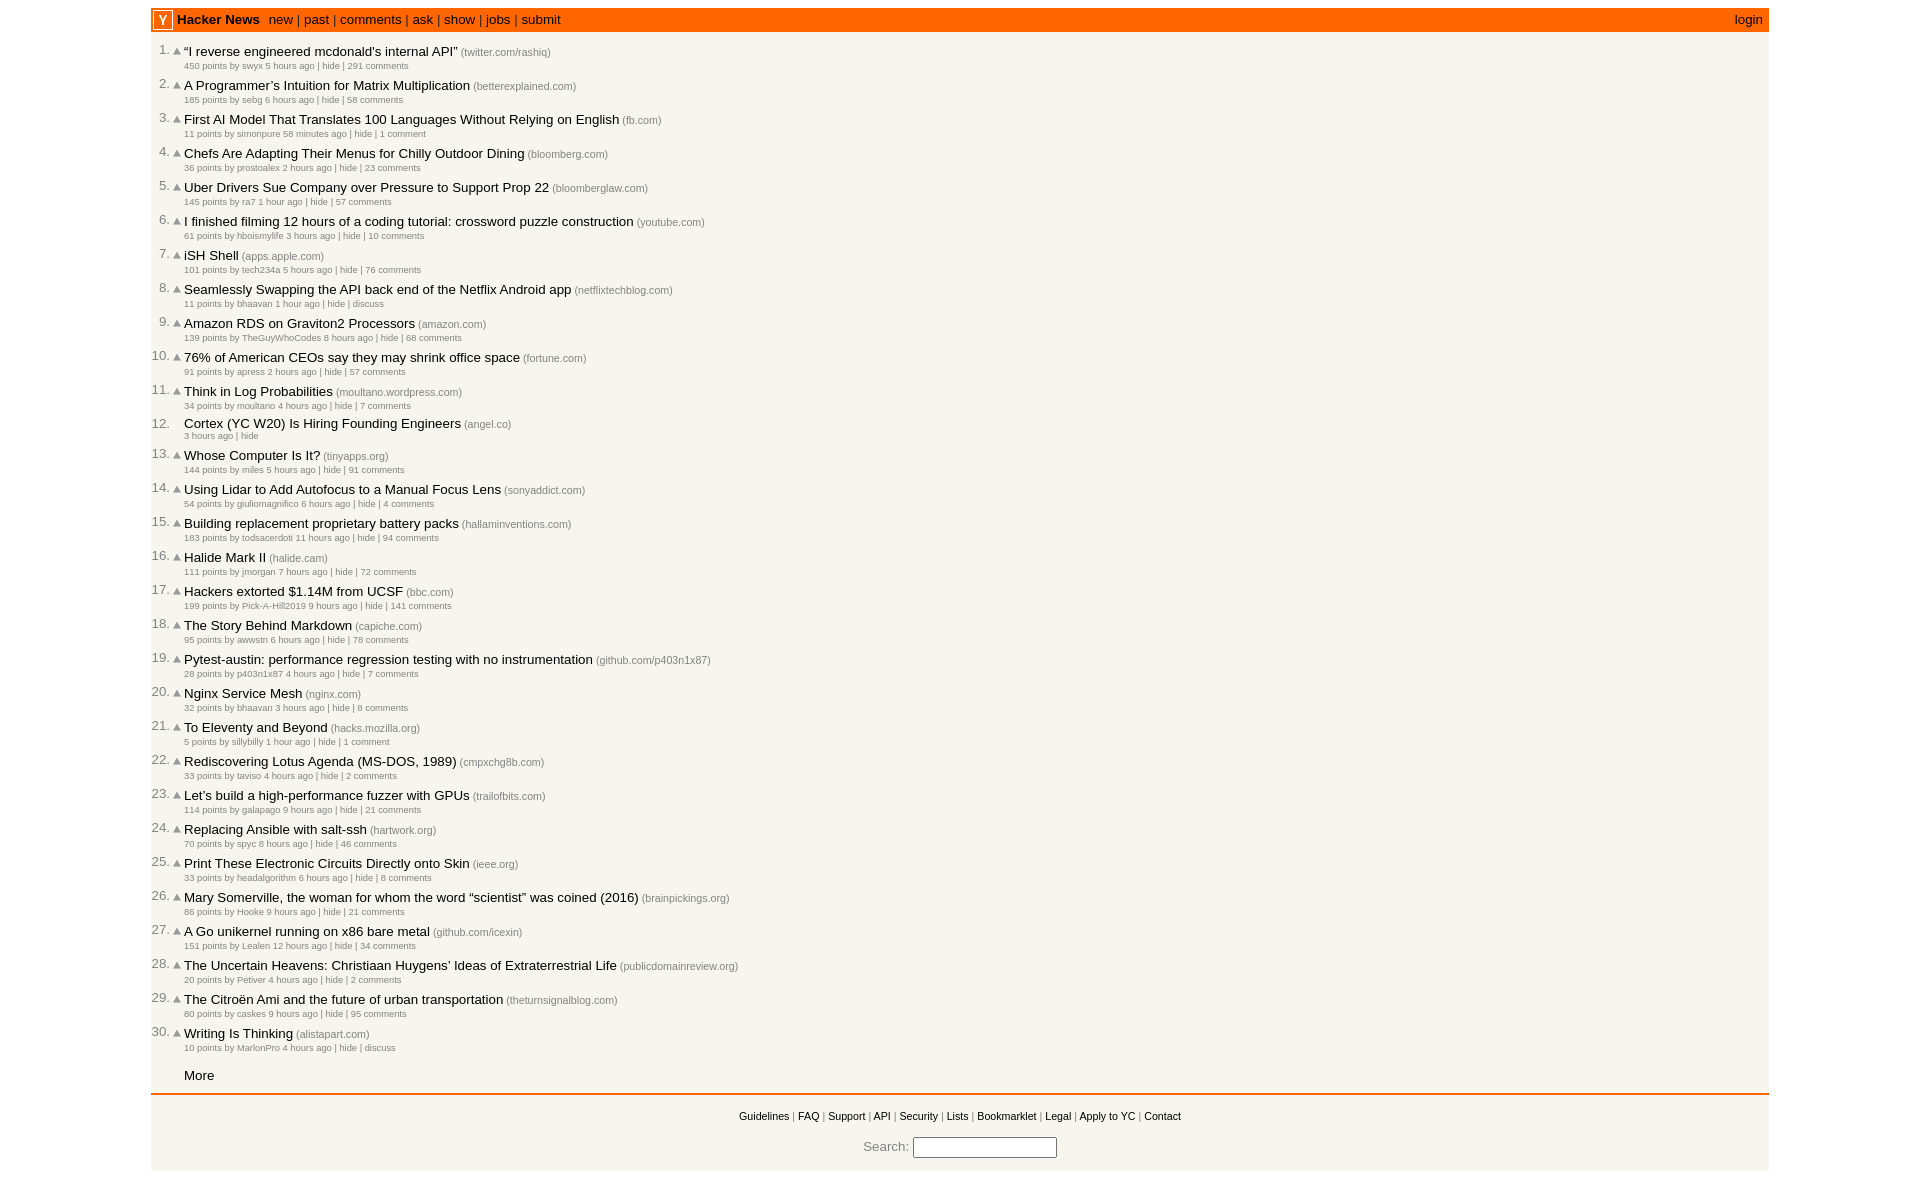 Y Hacker News new | past | comments | ask | show | jobs | submit login
1. “I reverse engineered mcdonald's internal API” (twitter.com/rashiq)
450 points by swyx 5 hours ago | hide | 291 comments
2. A Programmer’s Intuition for Matrix Multiplication (betterexplained.com)
185 points by sebg 6 hours ago | hide | 58 comments
3. First AI Model That Translates 100 Languages Without Relying on English (fb.com)
11 points by simonpure 58 minutes ago | hide | 1 comment
4. Chefs Are Adapting Their Menus for Chilly Outdoor Dining (bloomberg.com)
36 points by prostoalex 2 hours ago | hide | 23 comments
5. Uber Drivers Sue Company over Pressure to Support Prop 22 (bloomberglaw.com)
145 points by ra7 1 hour ago | hide | 57 comments
6. I finished filming 12 hours of a coding tutorial: crossword puzzle construction (youtube.com)
61 points by hboismylife 3 hours ago | hide | 10 comments
7. iSH Shell (apps.apple.com)
101 points by tech234a 5 hours ago | hide | 76 comments
8. Seamlessly Swapping the API back end of the Netflix Android app (netflixtechblog.com)
11 points by bhaavan 1 hour ago | hide | discuss
9. Amazon RDS on Graviton2 Processors (amazon.com)
139 points by TheGuyWhoCodes 8 hours ago | hide | 68 comments
10. 76% of American CEOs say they may shrink office space (fortune.com)
91 points by apress 2 hours ago | hide | 57 comments
11. Think in Log Probabilities (moultano.wordpress.com)
34 points by moultano 4 hours ago | hide | 7 comments
12. Cortex (YC W20) Is Hiring Founding Engineers (angel.co)
3 hours ago | hide
13. Whose Computer Is It? (tinyapps.org)
144 points by miles 5 hours ago | hide | 91 comments
14. Using Lidar to Add Autofocus to a Manual Focus Lens (sonyaddict.com)
54 points by giuliomagnifico 6 hours ago | hide | 4 comments
15. Building replacement proprietary battery packs (hallaminventions.com)
183 points by todsacerdoti 11 hours ago | hide | 94 comments
16. Halide Mark II (halide.cam)
111 points by jmorgan 7 hours ago | hide | 72 comments
17. Hackers extorted $1.14M from UCSF (bbc.com)
199 points by Pick-A-Hill2019 9 hours ago | hide | 141 comments
18. The Story Behind Markdown (capiche.com)
95 points by awwstn 6 hours ago | hide | 78 comments
19. Pytest-austin: performance regression testing with no instrumentation (github.com/p403n1x87)
28 points by p403n1x87 4 hours ago | hide | 7 comments
20. Nginx Service Mesh (nginx.com)
32 points by bhaavan 3 hours ago | hide | 8 comments
21. To Eleventy and Beyond (hacks.mozilla.org)
5 points by sillybilly 1 hour ago | hide | 1 comment
22. Rediscovering Lotus Agenda (MS-DOS, 1989) (cmpxchg8b.com)
33 points by taviso 4 hours ago | hide | 2 comments
23. Let’s build a high-performance fuzzer with GPUs (trailofbits.com)
114 points by galapago 9 hours ago | hide | 21 comments
24. Replacing Ansible with salt-ssh (hartwork.org)
70 points by spyc 8 hours ago | hide | 46 comments
25. Print These Electronic Circuits Directly onto Skin (ieee.org)
33 points by headalgorithm 6 hours ago | hide | 8 comments
26. Mary Somerville, the woman for whom the word “scientist” was coined (2016) (brainpickings.org)
86 points by Hooke 9 hours ago | hide | 21 comments
27. A Go unikernel running on x86 bare metal (github.com/icexin)
151 points by Lealen 12 hours ago | hide | 34 comments
28. The Uncertain Heavens: Christiaan Huygens’ Ideas of Extraterrestrial Life (publicdomainreview.org)
20 points by Petiver 4 hours ago | hide | 2 comments
29. The Citroën Ami and the future of urban transportation (theturnsignalblog.com)
80 points by caskes 9 hours ago | hide | 95 comments
30. Writing Is Thinking (alistapart.com)
10 points by MarlonPro 4 hours ago | hide | discuss
More
Guidelines | FAQ | Support | API | Security | Lists | Bookmarklet | Legal | Apply to YC | Contact
Search: